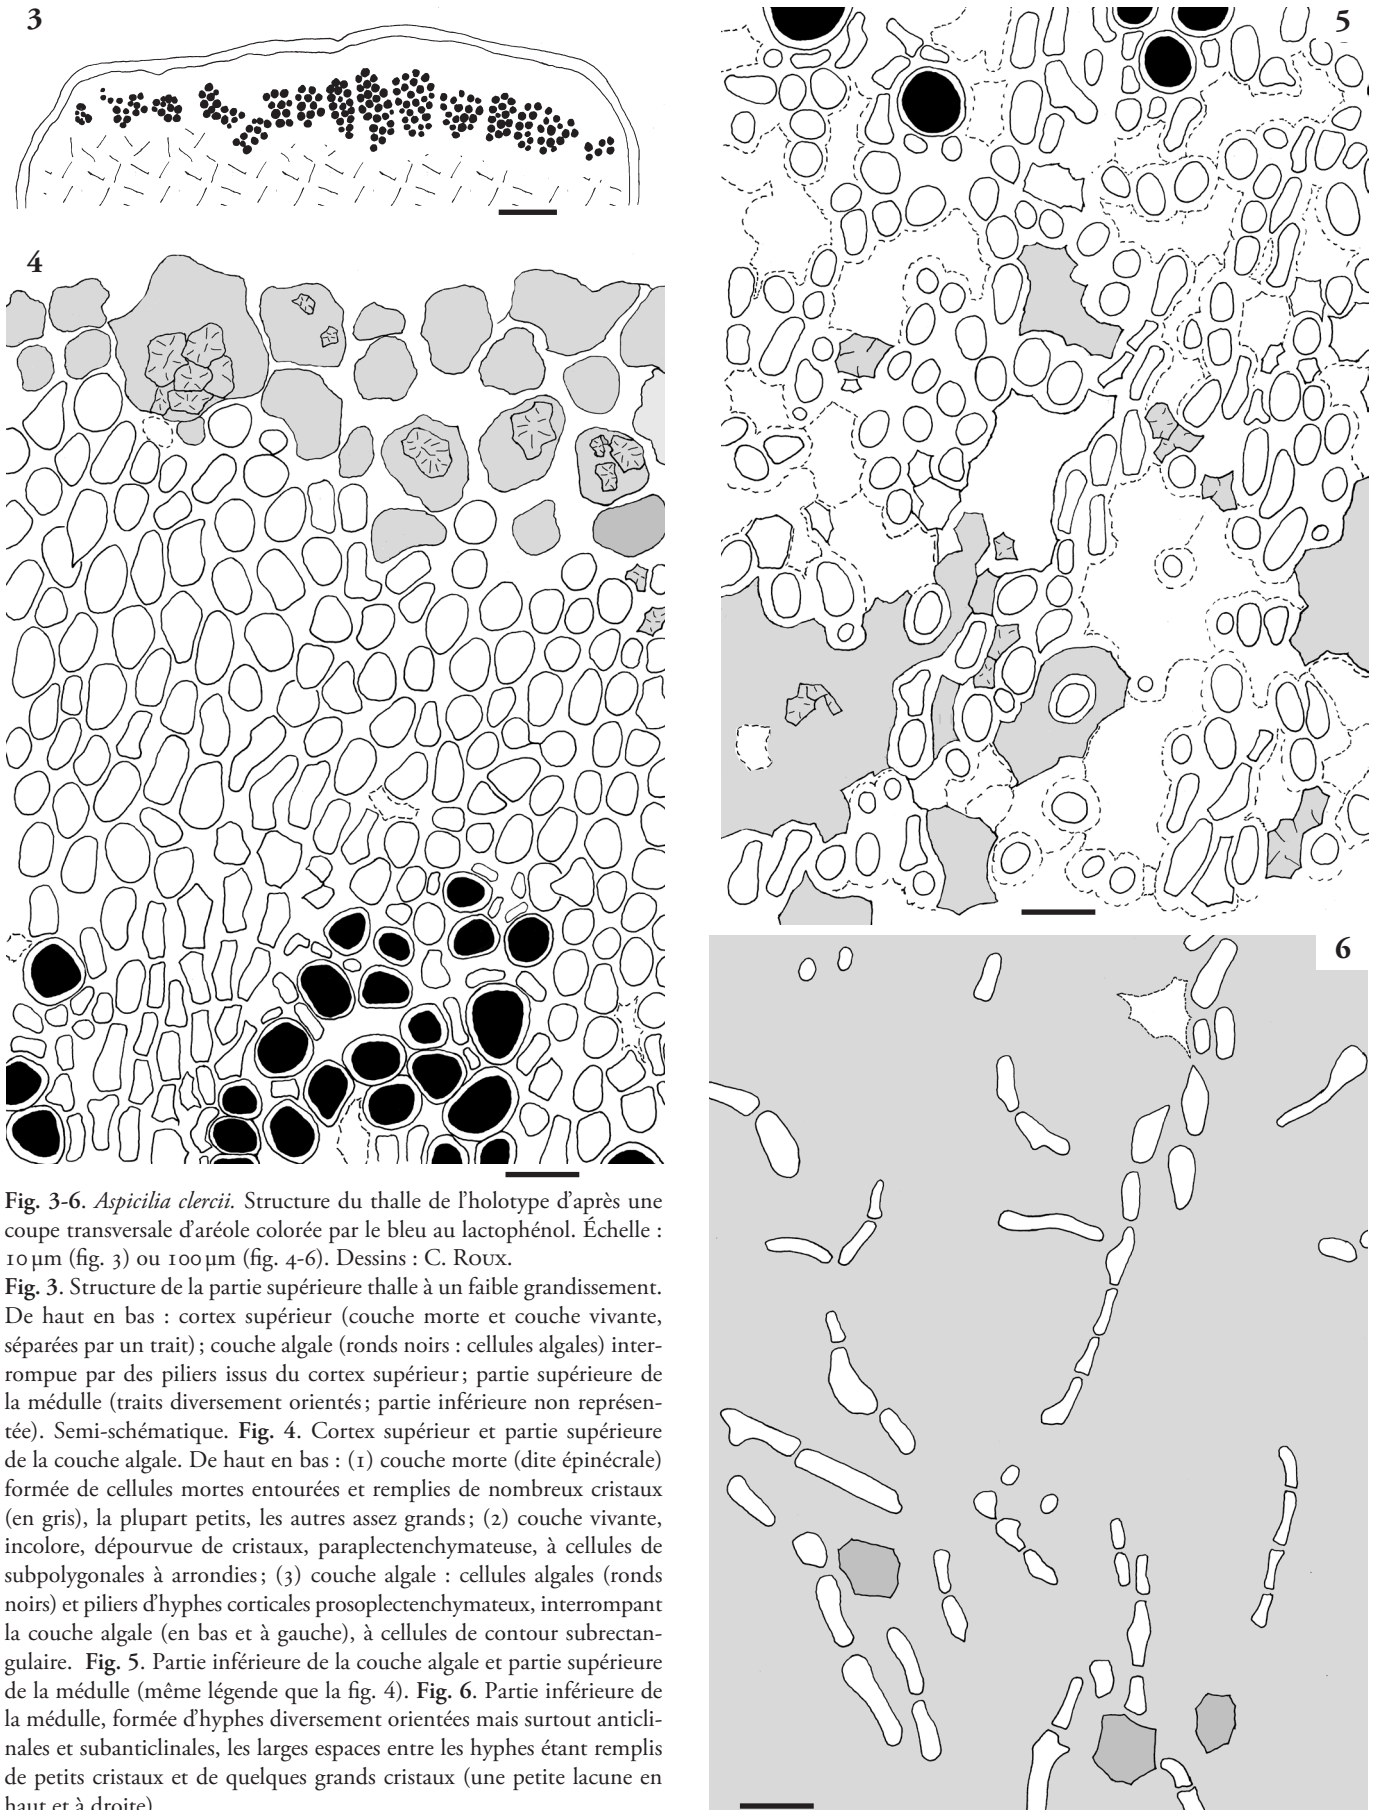 3
4
5
6
Fig. 3-6. Aspicilia clercii. Structure du thalle de l'holotype d'après une
coupe transversale d'aréole colorée par le bleu au lactophénol. Échelle :
10 µm (fig. 3) ou 100 µm (fig. 4-6). Dessins : C. Roux.
Fig. 3. Structure de la partie supérieure thalle à un faible grandissement.
De haut en bas : cortex supérieur (couche morte et couche vivante,
séparées par un trait) ; couche algale (ronds noirs : cellules algales) inter-
rompue par des piliers issus du cortex supérieur ; partie supérieure de
la médulle (traits diversement orientés ; partie inférieure non représen-
tée). Semi-schématique. Fig. 4. Cortex supérieur et partie supérieure
de la couche algale. De haut en bas : (1) couche morte (dite épinécrale)
formée de cellules mortes entourées et remplies de nombreux cristaux
(en gris), la plupart petits, les autres assez grands ; (2) couche vivante,
incolore, dépourvue de cristaux, paraplectenchymateuse, à cellules de
subpolygonales à arrondies ; (3) couche algale : cellules algales (ronds
noirs) et piliers d'hyphes corticales prosoplectenchymateux, interrompant
la couche algale (en bas et à gauche), à cellules de contour subrectan-
gulaire. Fig. 5. Partie inférieure de la couche algale et partie supérieure
de la médulle (même légende que la fig. 4). Fig. 6. Partie inférieure de
la médulle, formée d'hyphes diversement orientées mais surtout anticli-
nales et subanticlinales, les larges espaces entre les hyphes étant remplis
de petits cristaux et de quelques grands cristaux (une petite lacune en
haut et à droite)